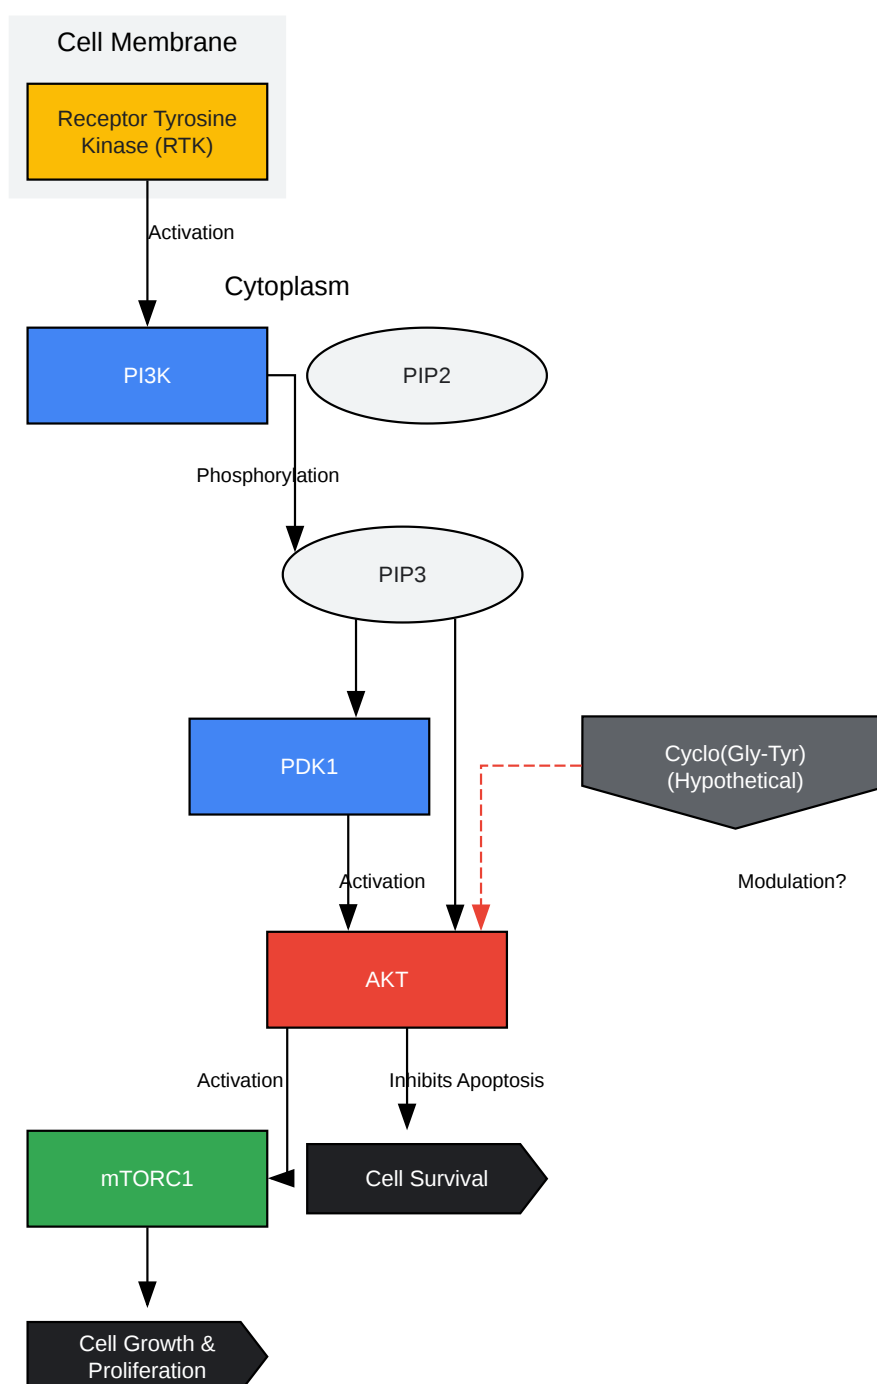 Cell Membrane
Receptor Tyrosine
Kinase (RTK)
Activation
Cytoplasm
PI3K
PIP2
Phosphorylation
PIP3
PDK1
Cyclo(Gly-Tyr)
(Hypothetical)
Activation
Modulation?
AKT
Activation
Inhibits Apoptosis
mTORC1
Cell Survival
Cell Growth &
Proliferation